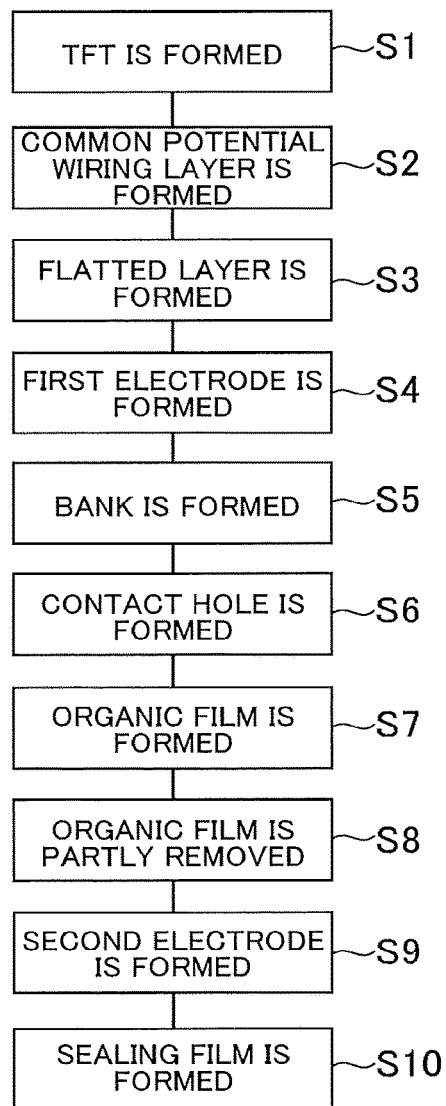 TFT IS FORMED
S1
COMMON POTENTIAL
WIRING LAYER IS
FORMED
S2
FLATTED LAYER IS
FORMED
S3
FIRST ELECTRODE IS
FORMED
S4
BANK IS FORMED
S5
CONTACT HOLE IS
FORMED
S6
ORGANIC FILM IS
FORMED
S7
ORGANIC FILM IS
PARTLY REMOVED
S8
SECOND ELECTRODE
IS FORMED
S9
SEALING FILM IS
FORMED
S10